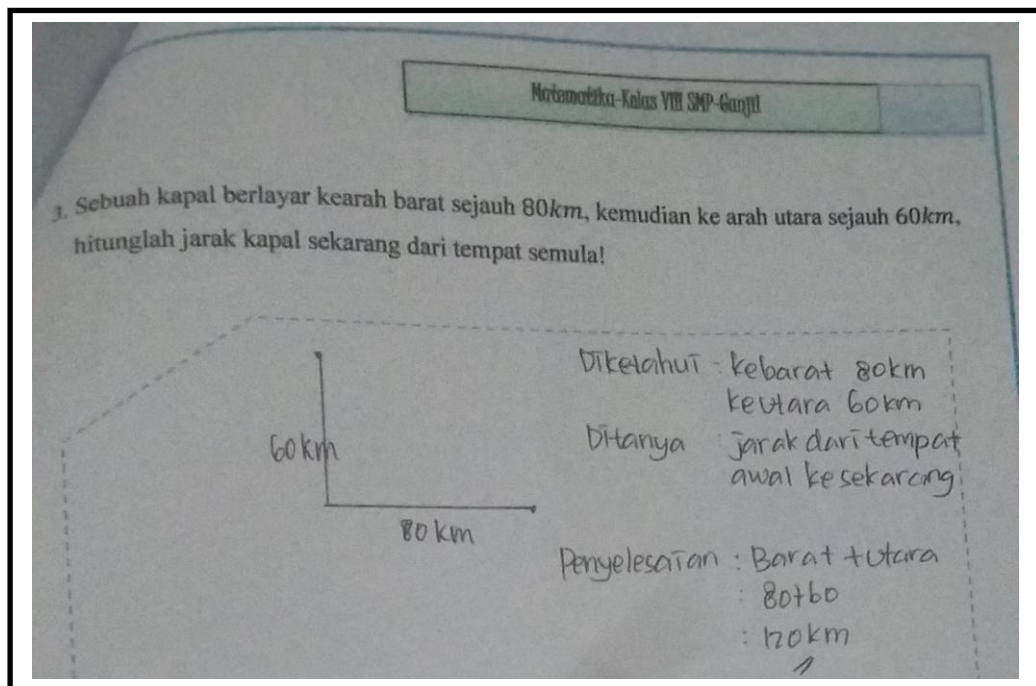 Matematika-Kelas VIII SMP-Ganjil
3. Sebuah kapal berlayar kearah barat sejauh 80km, kemudian ke arah utara sejauh 60km,
hitunglah jarak kapal sekarang dari tempat semula!
60 km
80 km
Diketahui : kebarat 80km
keutara 60km
Ditanya : jarak dari tempat
awal ke sekarang
Penyelesaian : Barat + Utara
: 80+60
: 120km